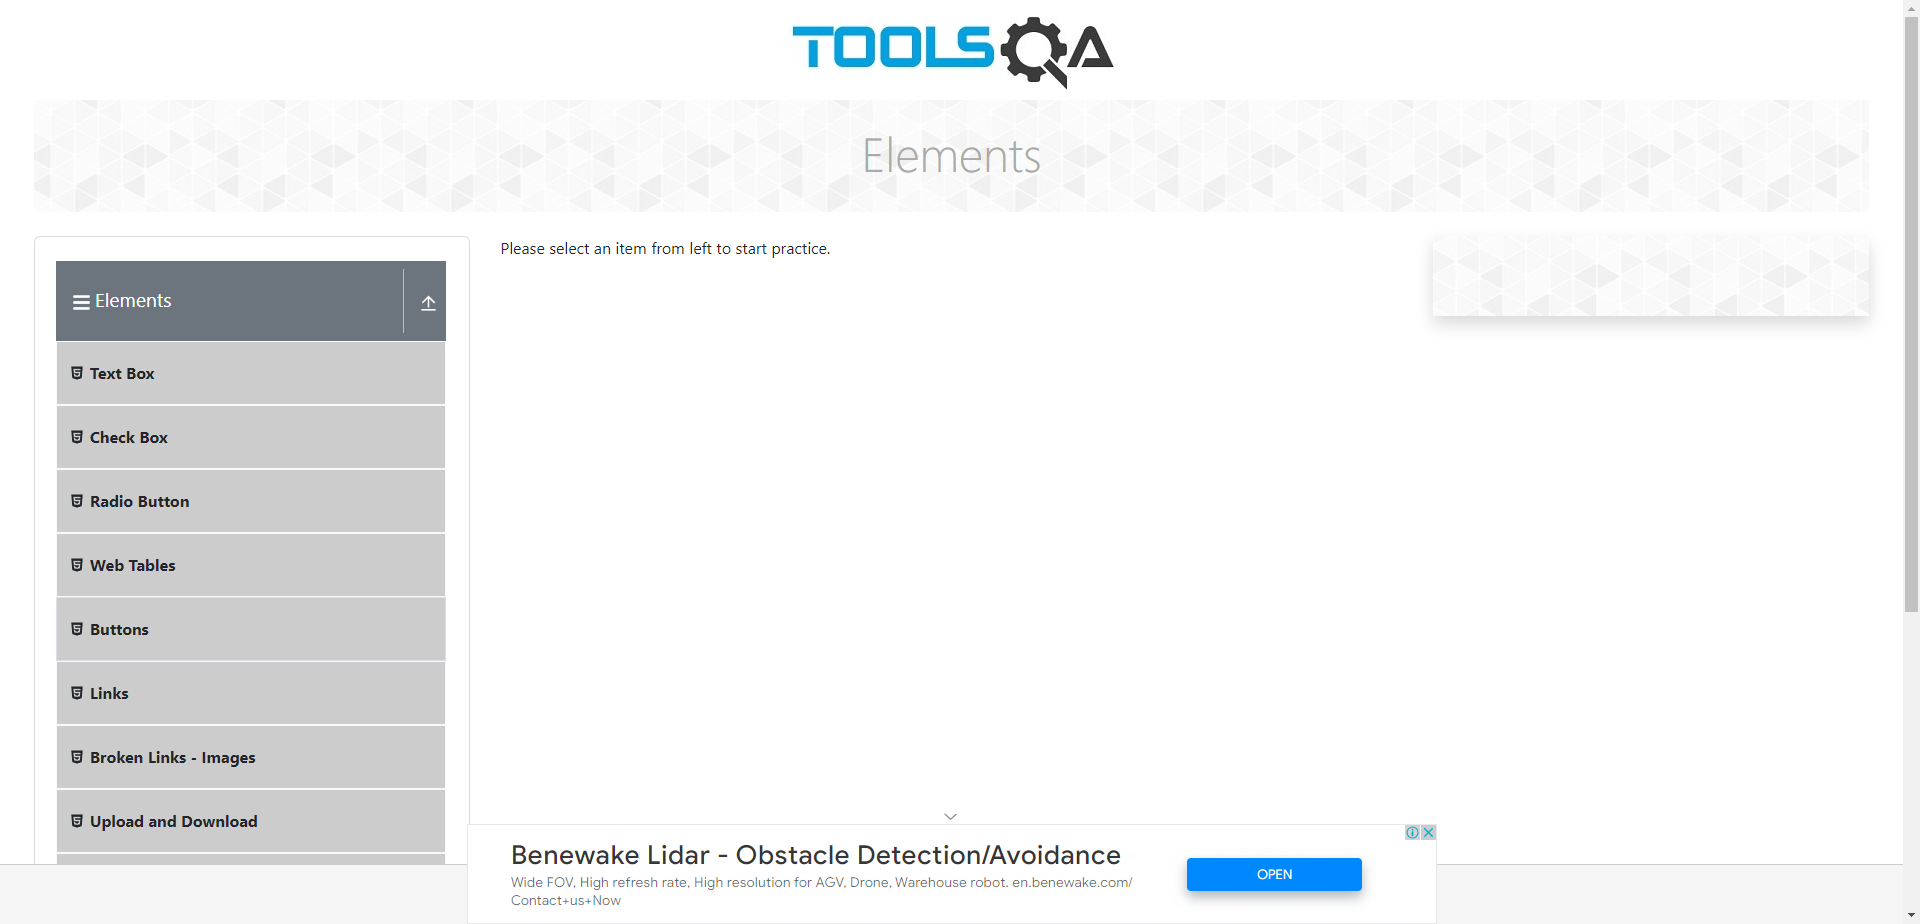 TOOLSQA
Elements
Elements
Text Box
Check Box
Radio Button
Web Tables
Buttons
Links
Broken Links - Images
Upload and Download
Please select an item from left to start practice.
Benewake Lidar - Obstacle Detection/Avoidance
Wide FOV, High refresh rate, High resolution for AGV, Drone, Warehouse robot. en.benewake.com/
Contact+us+Now
OPEN